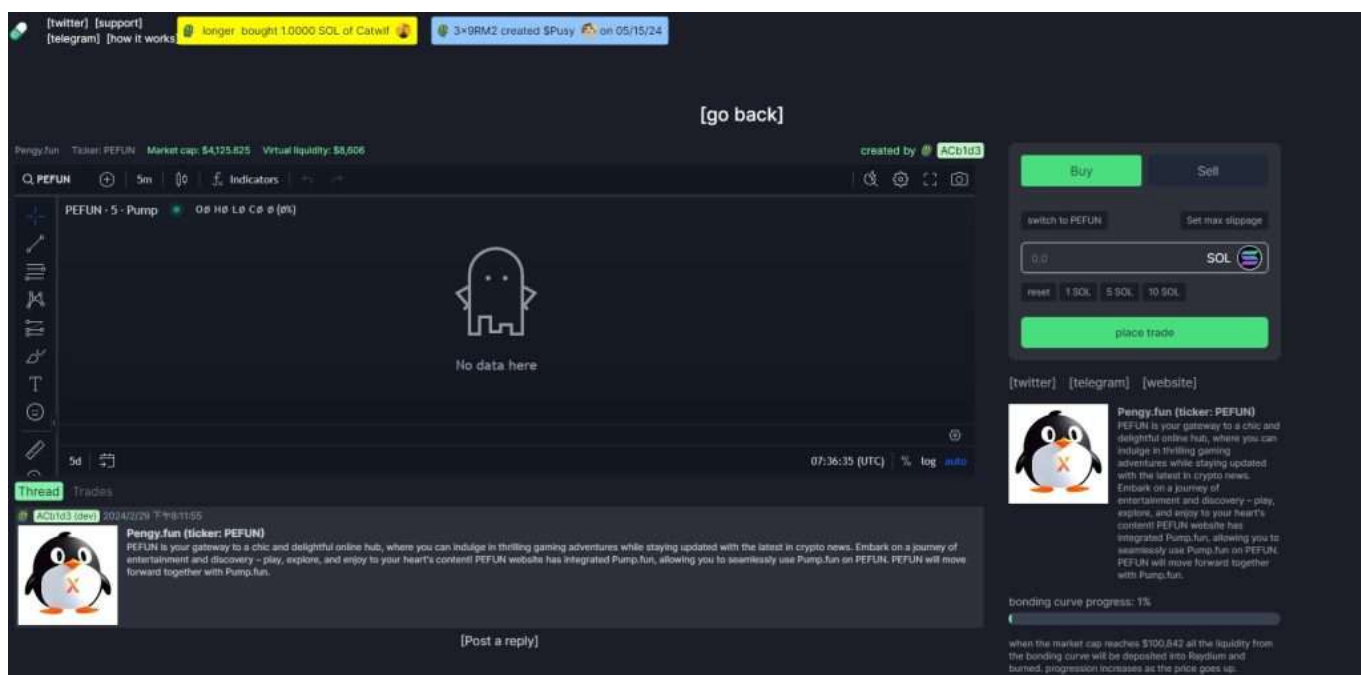 [twitter] [support]
[telegram] [how it works]
longer bought 1.0000 SOL of Catwif
3x9RM2 created $Pusy on 05/15/24
[go back]
Pengy.fun Ticker: PEFUN Market cap: $4,125.825 Virtual liquidity: $8,606
created by ACb1d3
PEFUN 5m Indicators
PEFUN · 5 · Pump O∅ H∅ L∅ C∅ ∅ (∅%)
No data here
5d
07:36:35 (UTC) % log auto
Thread Trades
ACb1d3 (dev) 2024/2/29 下午8:11:55
Pengy.fun (ticker: PEFUN)
PEFUN is your gateway to a chic and delightful online hub, where you can indulge in thrilling gaming adventures while staying updated with the latest in crypto news. Embark on a journey of
entertainment and discovery – play, explore, and enjoy to your heart's content! PEFUN website has integrated Pump.fun, allowing you to seamlessly use Pump.fun on PEFUN. PEFUN will move
forward together with Pump.fun.
X
[Post a reply]
Buy Sell
switch to PEFUN Set max slippage
0.0 SOL
reset 1 SOL 5 SOL 10 SOL
place trade
[twitter] [telegram] [website]
Pengy.fun (ticker: PEFUN)
PEFUN is your gateway to a chic and
delightful online hub, where you can
indulge in thrilling gaming
adventures while staying updated
with the latest in crypto news.
Embark on a journey of
entertainment and discovery – play,
explore, and enjoy to your heart's
content! PEFUN website has
integrated Pump.fun, allowing you to
seamlessly use Pump.fun on PEFUN.
PEFUN will move forward together
with Pump.fun.
X
bonding curve progress: 1%
when the market cap reaches $100,842 all the liquidity from
the bonding curve will be deposited into Raydium and
burned. progression increases as the price goes up.